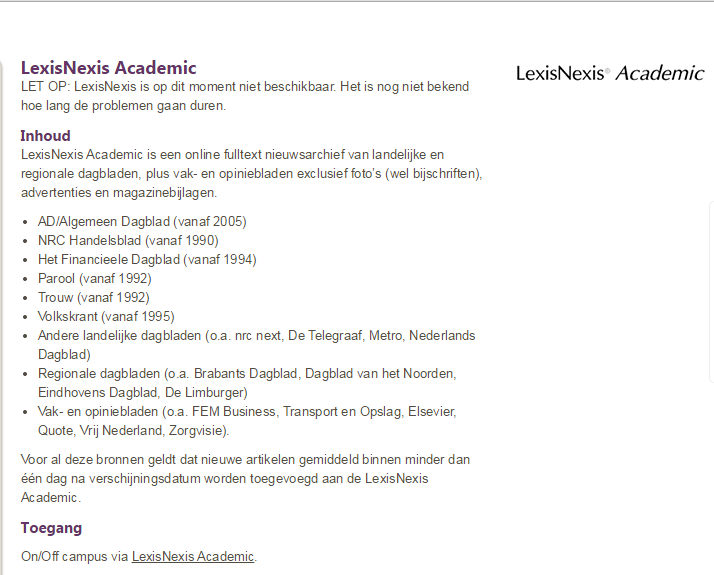 LexisNexis Academic
LexisNexis® Academic
LET OP: LexisNexis is op dit moment niet beschikbaar. Het is nog niet bekend
hoe lang de problemen gaan duren.
Inhoud
LexisNexis Academic is een online fulltext nieuwsarchief van landelijke en
regionale dagbladen, plus vak- en opiniebladen exclusief foto's (wel bijschriften),
advertenties en magazinebijlagen.
• AD/Algemeen Dagblad (vanaf 2005)
• NRC Handelsblad (vanaf 1990)
• Het Financieele Dagblad (vanaf 1994)
• Parool (vanaf 1992)
• Trouw (vanaf 1992)
• Volkskrant (vanaf 1995)
• Andere landelijke dagbladen (o.a. nrc next, De Telegraaf, Metro, Nederlands
Dagblad)
• Regionale dagbladen (o.a. Brabants Dagblad, Dagblad van het Noorden,
Eindhovens Dagblad, De Limburger)
• Vak- en opiniebladen (o.a. FEM Business, Transport en Opslag, Elsevier,
Quote, Vrij Nederland, Zorgvisie).
Voor al deze bronnen geldt dat nieuwe artikelen gemiddeld binnen minder dan
één dag na verschijningsdatum worden toegevoegd aan de LexisNexis
Academic.
Toegang
On/Off campus via LexisNexis Academic.